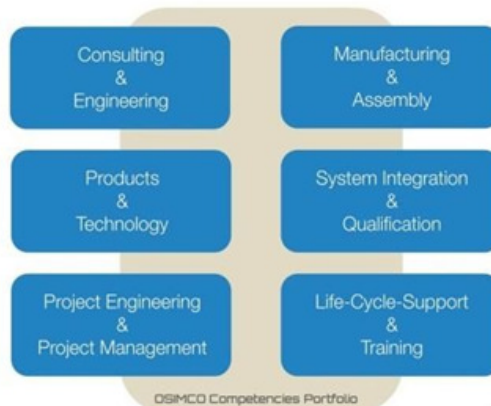 Consulting
&
Engineering
Manufacturing
&
Assembly
Products
&
Technology
System Integration
&
Qualification
Project Engineering
&
Project Management
Life-Cycle-Support
&
Training
OSIMCO Competencies Portfolio